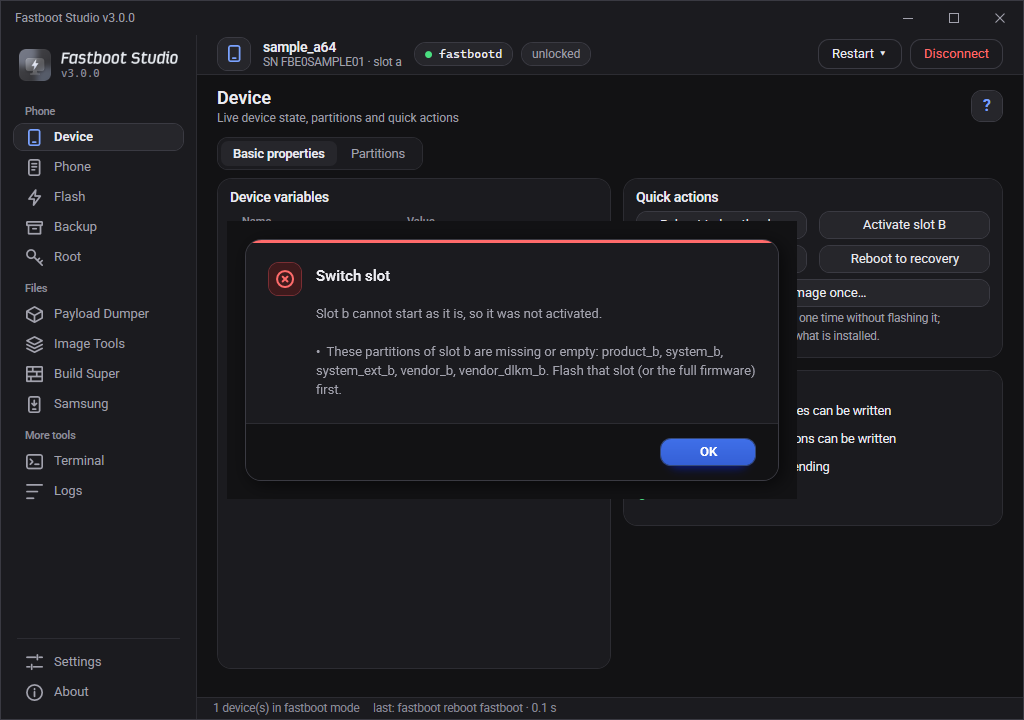 Fastboot Studio v3.0.0
Fastboot Studio
v3.0.0
Phone
Device
Phone
Flash
Backup
Root
Files
Payload Dumper
Image Tools
Build Super
Samsung
More tools
Terminal
Logs
Settings
About
sample_a64
SN FBE0SAMPLE01 · slot a
fastbootd
unlocked
Restart ▾
Disconnect
Device
Live device state, partitions and quick actions
?
Basic properties
Partitions
Device variables
Name Value
Quick actions
Activate slot B
Reboot to recovery
mage once...
one time without flashing it;
what is installed.
es can be written
ons can be written
ending
Switch slot
Slot b cannot start as it is, so it was not activated.
• These partitions of slot b are missing or empty: product_b, system_b,
system_ext_b, vendor_b, vendor_dlkm_b. Flash that slot (or the full firmware)
first.
OK
1 device(s) in fastboot mode last: fastboot reboot fastboot · 0.1 s